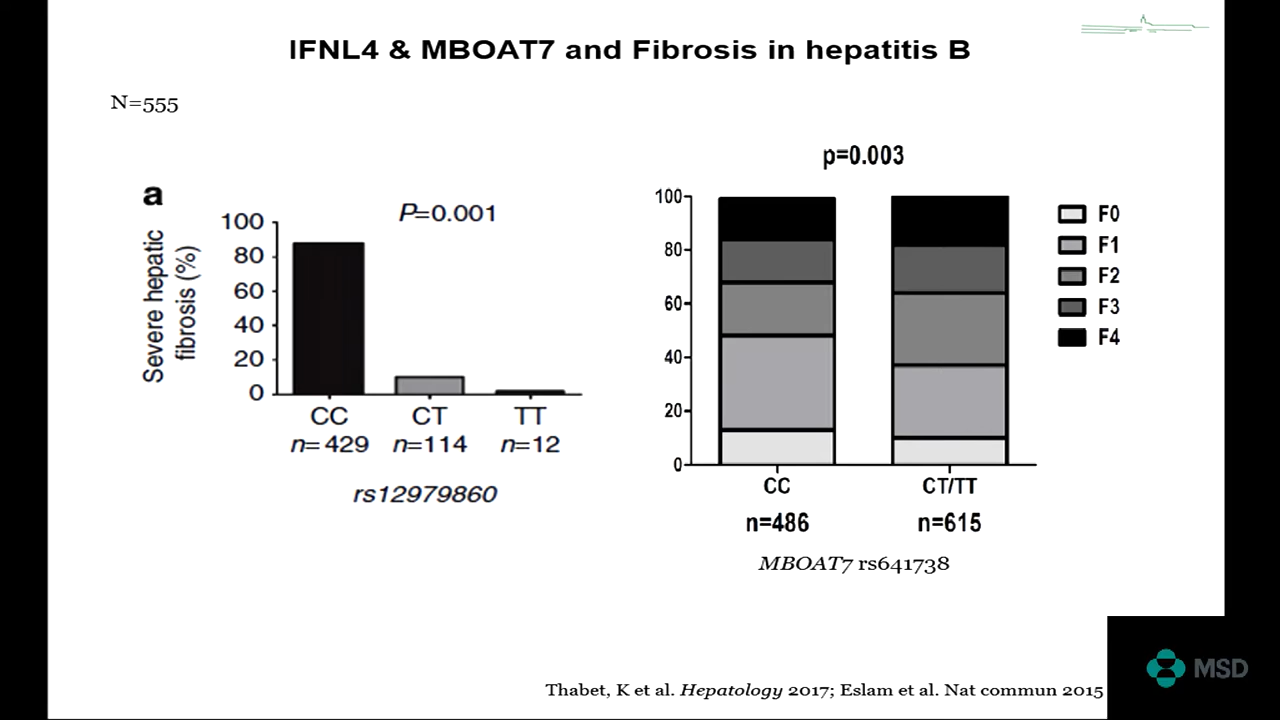 IFNL4 & MBOAT7 and Fibrosis in hepatitis B
N=555
a
P=0.001
Severe hepatic
fibrosis (%)
100
80
60
40
20
0
CC
CT
TT
n=429
n=114
n=12
rs12979860
p=0.003
100
80
60
40
20
0
CC
CT/TT
n=486
n=615
MBOAT7 rs641738
F0
F1
F2
F3
F4
Thabet, K et al. Hepatology 2017; Eslam et al. Nat commun 2015
MSD